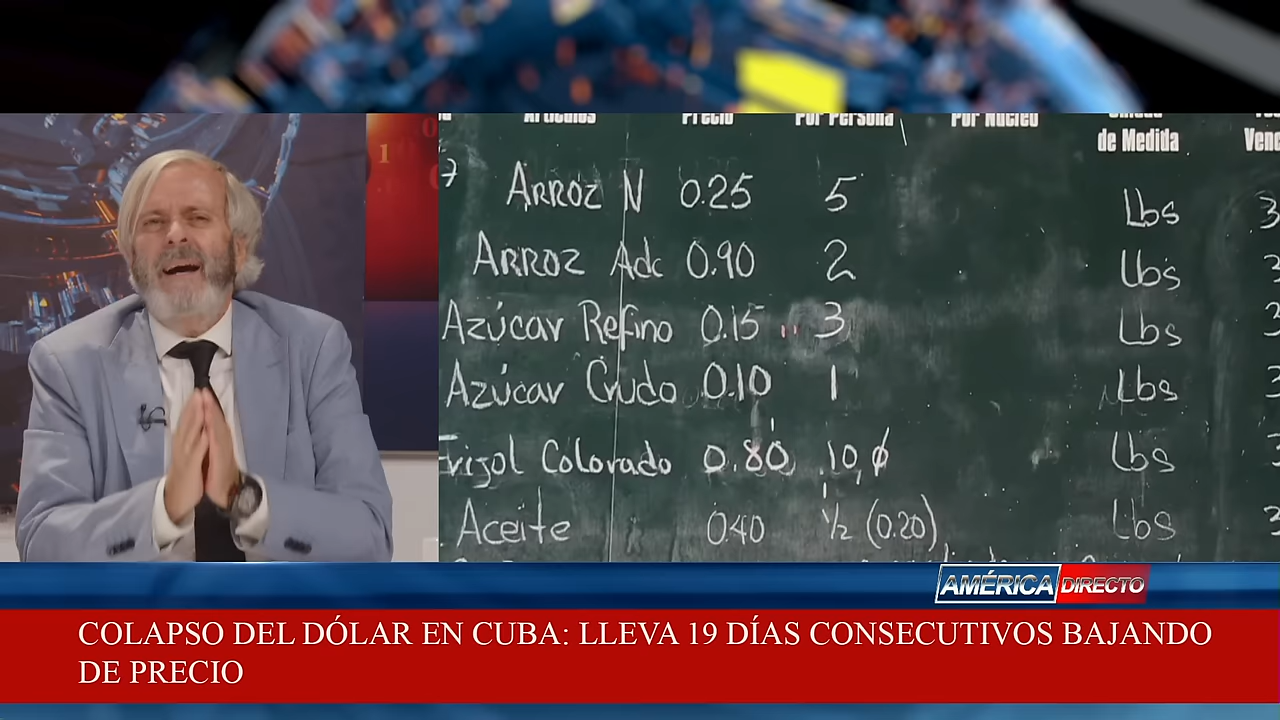 Artículos Precio Por Persona Por Núcleo Unidad de Medida
ARROZ N 0.25 5 Lbs
ARROZ Adc 0.90 2 Lbs
Azúcar Refino 0.15 3 Lbs
Azúcar Crudo 0.10 1 Lbs
Frijol Colorado 0.80 10 Lbs
Aceite 0.40 1/2 (0.20) Lbs
AMÉRICA DIRECTO
COLAPSO DEL DÓLAR EN CUBA: LLEVA 19 DÍAS CONSECUTIVOS BAJANDO
DE PRECIO